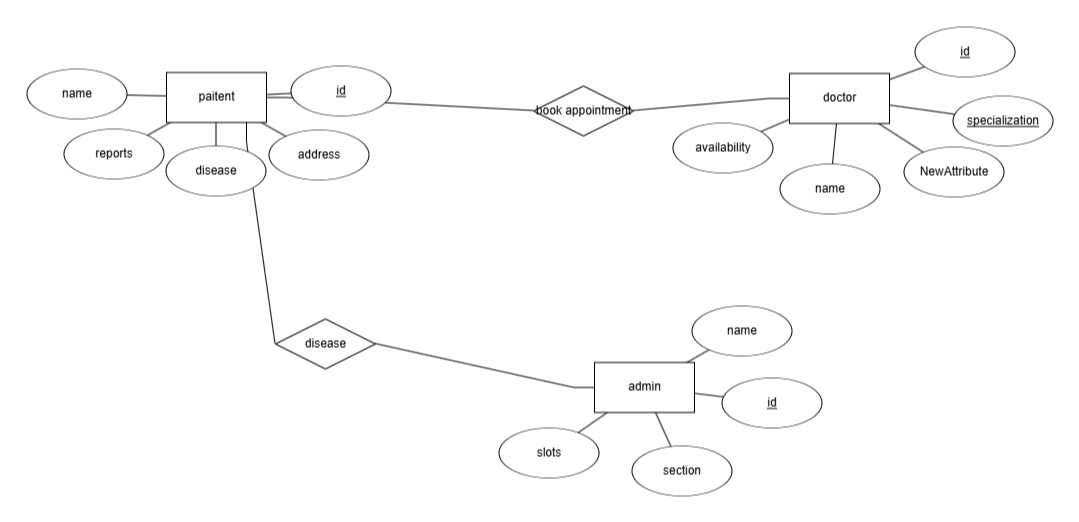 id
name
paitent
id
book appointment
doctor
specialization
reports
disease
address
availability
NewAttribute
name
disease
name
admin
id
slots
section